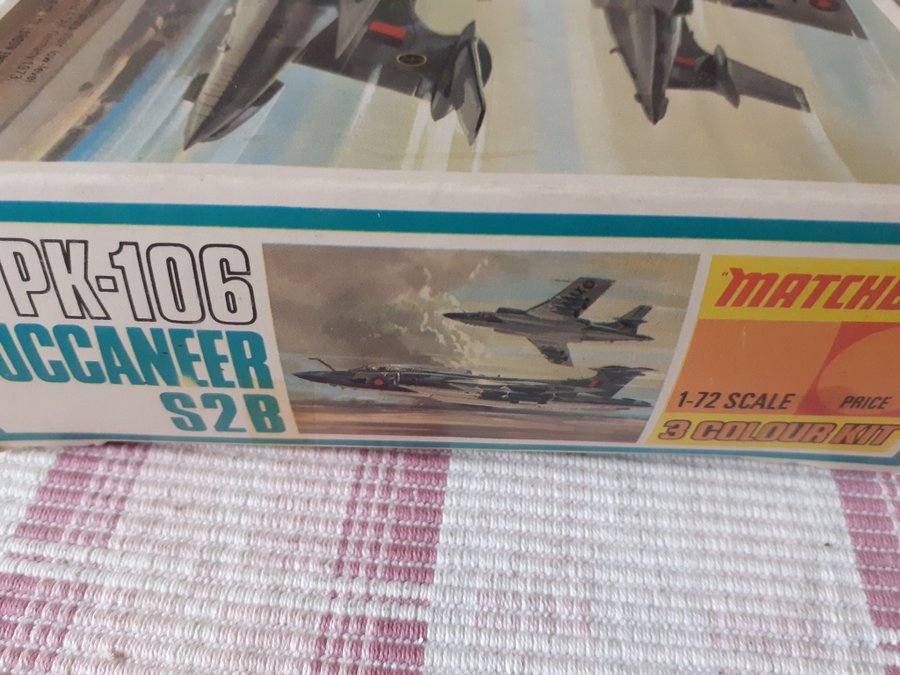 PK-106
UCCANEER
S2B
"MATCHB
1-72 SCALE
PRICE
3 COLOUR KIT